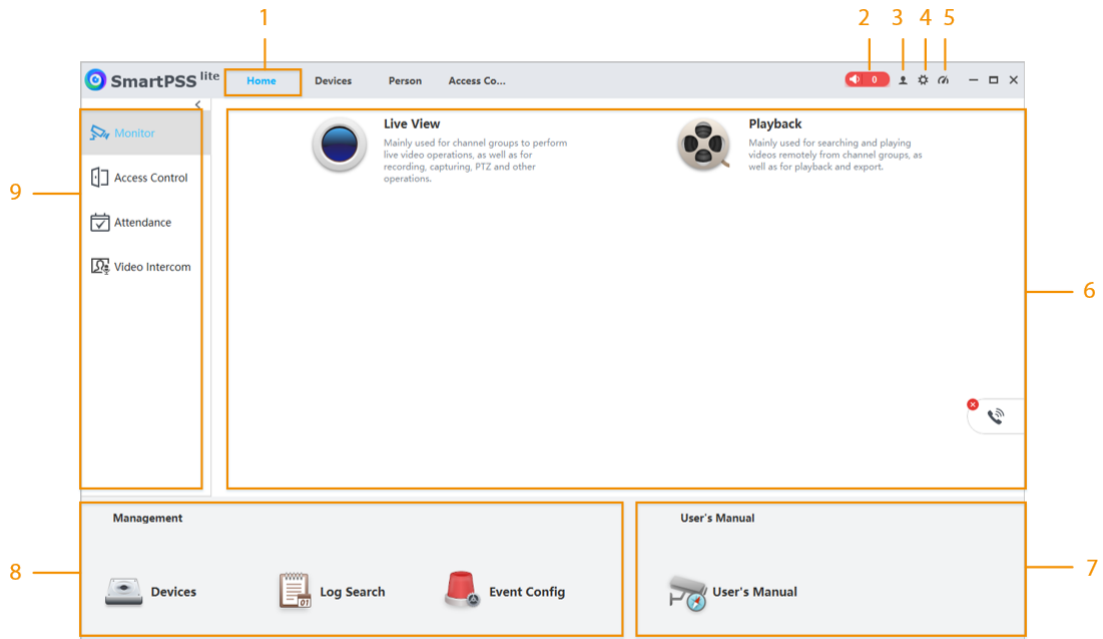 1
2 3 4 5
SmartPSS lite Home Devices Person Access Co... 0
Monitor
Access Control
Attendance
Video Intercom
Live View
Mainly used for channel groups to perform
live video operations, as well as for
recording, capturing, PTZ and other
operations.
Playback
Mainly used for searching and playing
videos remotely from channel groups, as
well as for playback and export.
9
6
Management
Devices
Log Search
Event Config
8
User's Manual
User's Manual
7